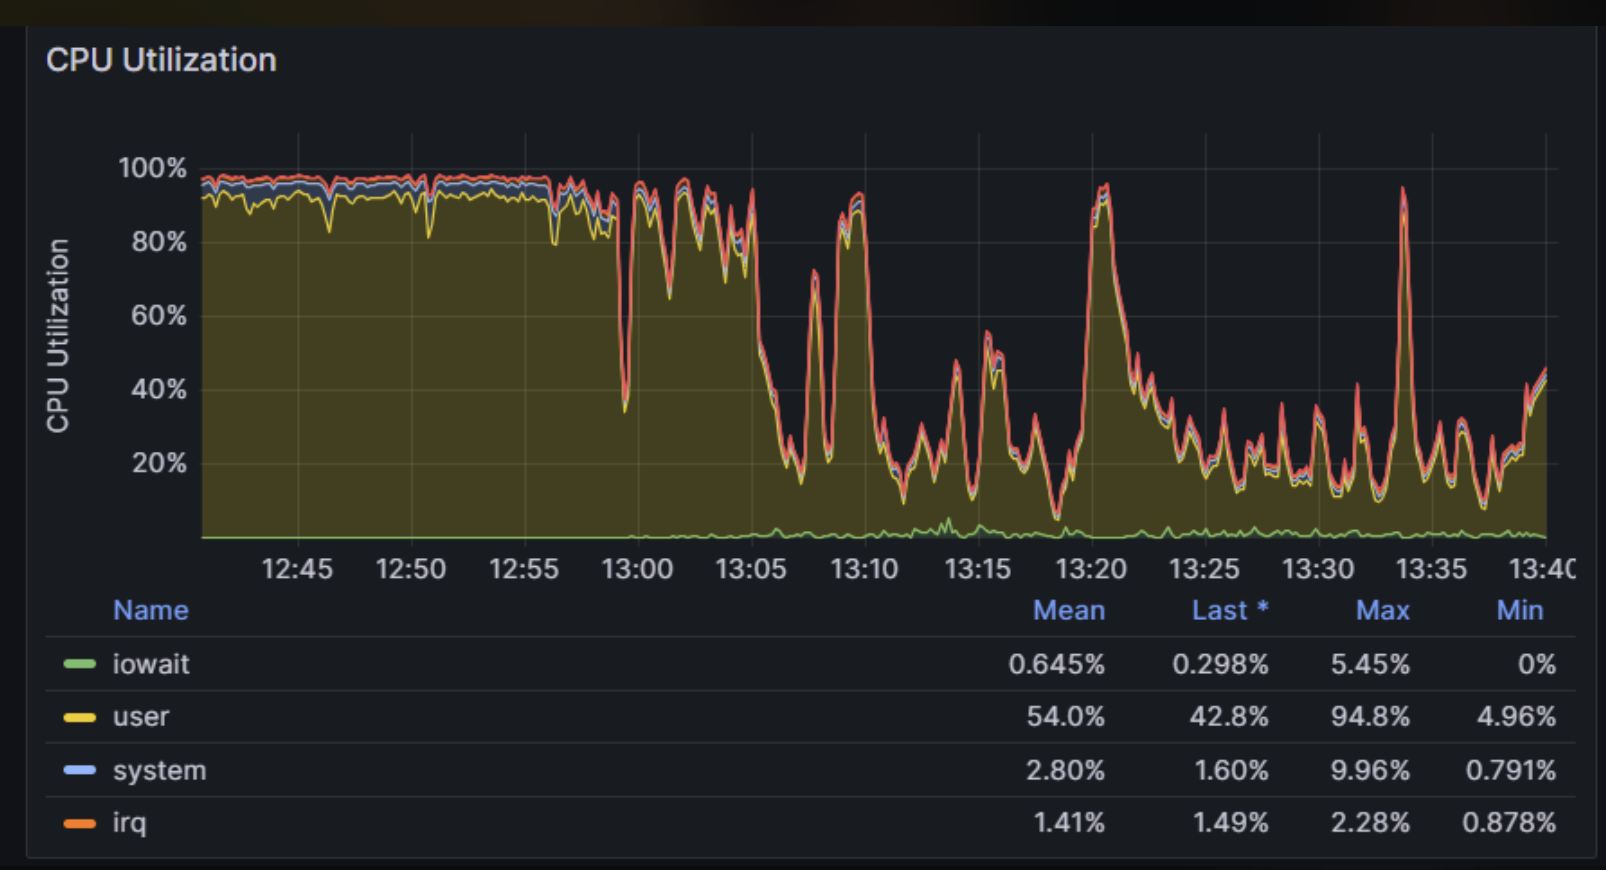 CPU Utilization
100%
80%
60%
40%
20%
CPU Utilization
12:45 12:50 12:55 13:00 13:05 13:10 13:15 13:20 13:25 13:30 13:35 13:40
Name Mean Last * Max Min
iowait 0.645% 0.298% 5.45% 0%
user 54.0% 42.8% 94.8% 4.96%
system 2.80% 1.60% 9.96% 0.791%
irq 1.41% 1.49% 2.28% 0.878%